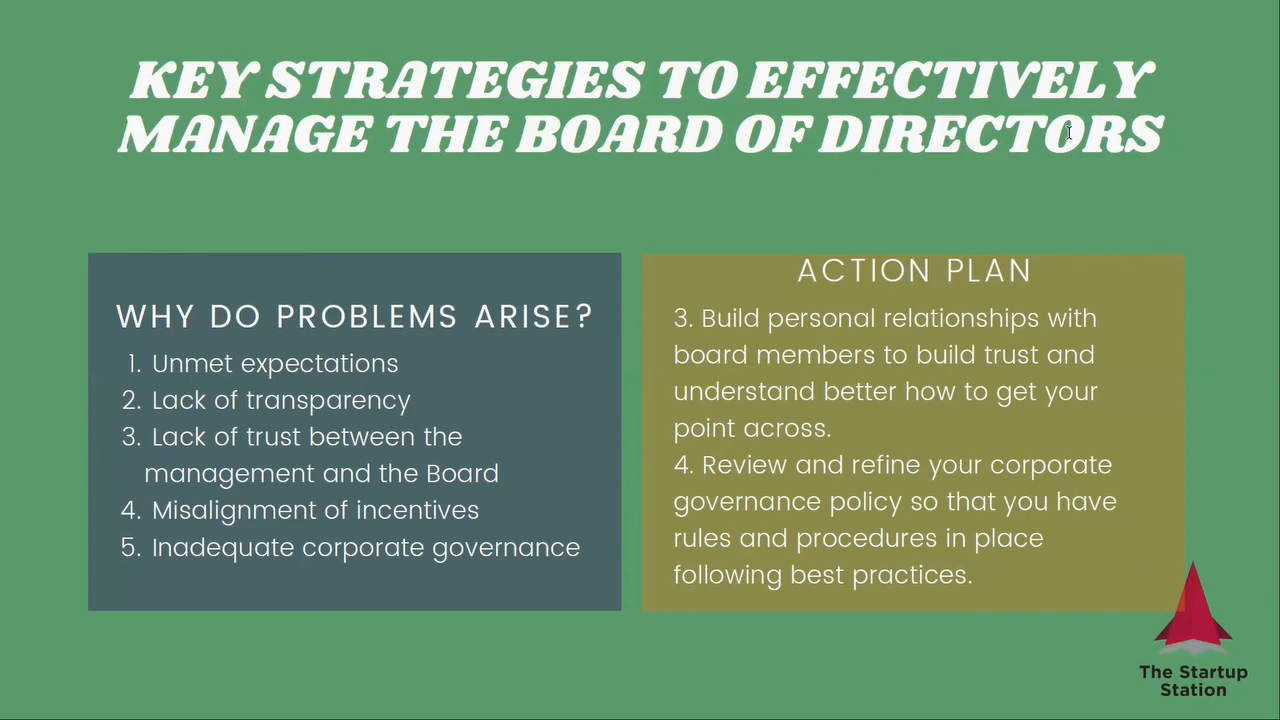 KEY STRATEGIES TO EFFECTIVELY
MANAGE THE BOARD OF DIRECTORS
WHY DO PROBLEMS ARISE?
1. Unmet expectations
2. Lack of transparency
3. Lack of trust between the
management and the Board
4. Misalignment of incentives
5. Inadequate corporate governance
ACTION PLAN
3. Build personal relationships with
board members to build trust and
understand better how to get your
point across.
4. Review and refine your corporate
governance policy so that you have
rules and procedures in place
following best practices.
The Startup
Station